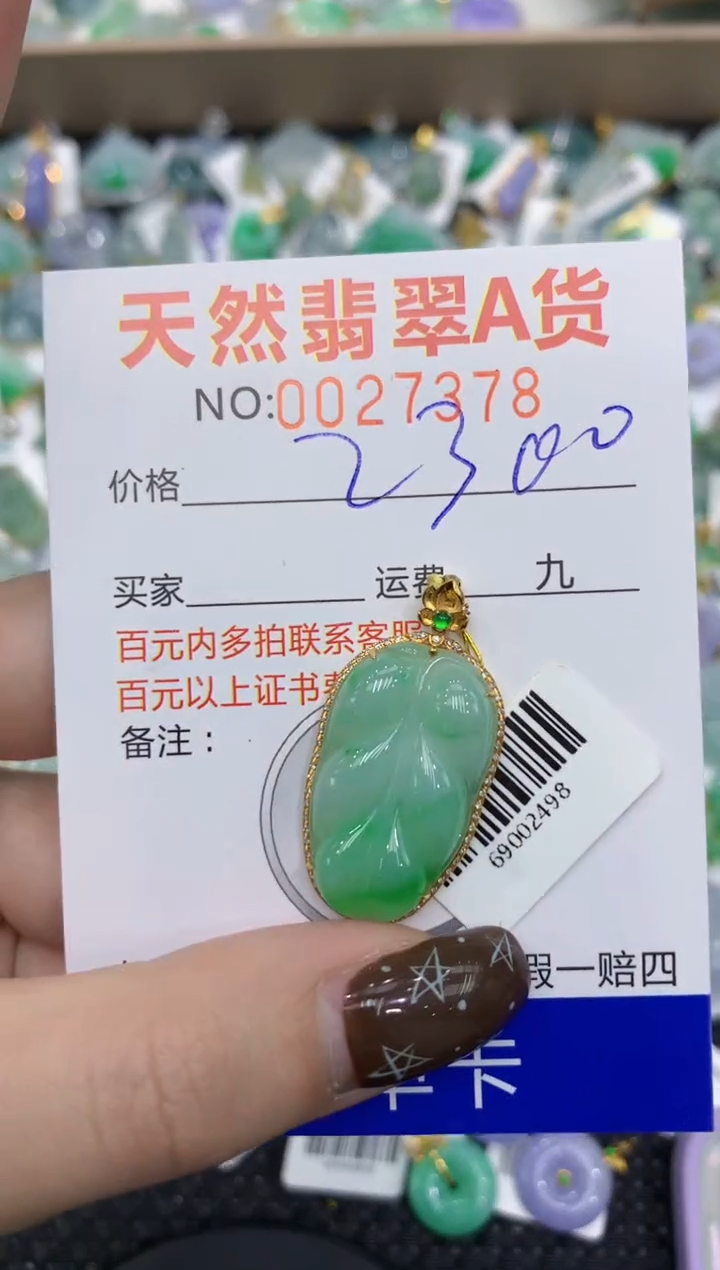 天然翡翠A货
NO:0027378
价格 2300
买家 运费 九
百元内多拍联系客服
百元以上证书费
备注：
69002498
假一赔四
卡